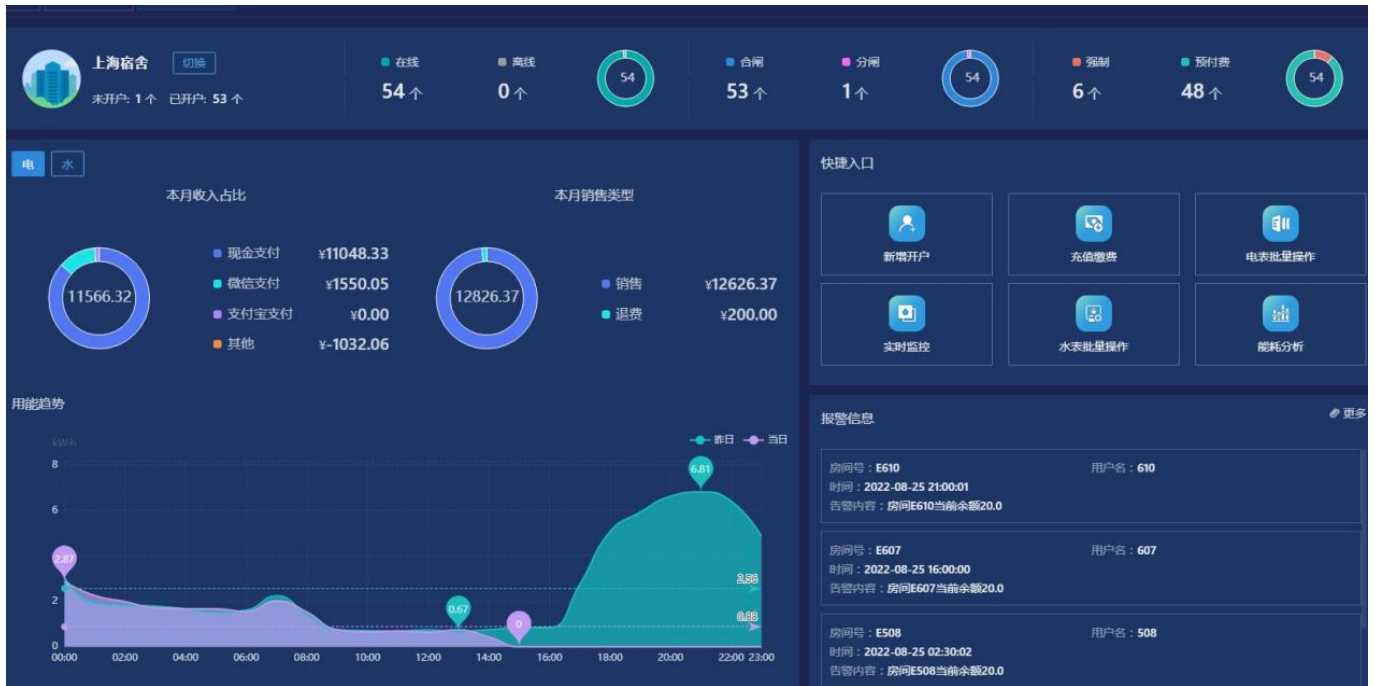 上海宿舍 切换
未开户: 1 个 已开户: 53 个
在线 54 个
离线 0 个
54
合闸 53 个
分闸 1 个
54
强制 6 个
预付费 48 个
54
电 水
本月收入占比
11566.32
现金支付 ¥11048.33
微信支付 ¥1550.05
支付宝支付 ¥0.00
其他 ¥-1032.06
本月销售类型
12826.37
销售 ¥12626.37
退费 ¥200.00
快捷入口
新增开户 充值缴费 电表批量操作
实时监控 水表批量操作 能耗分析
用能趋势
kW·h
昨日 当日
8
6
2
0
2.87
0.67
0
6.81
2.56
0.88
00:00 02:00 04:00 06:00 08:00 10:00 12:00 14:00 16:00 18:00 20:00 22:00 23:00
报警信息 更多
房间号：E610 用户名：610
时间：2022-08-25 21:00:01
告警内容：房间E610当前余额20.0
房间号：E607 用户名：607
时间：2022-08-25 16:00:00
告警内容：房间E607当前余额20.0
房间号：E508 用户名：508
时间：2022-08-25 02:30:02
告警内容：房间E508当前余额20.0